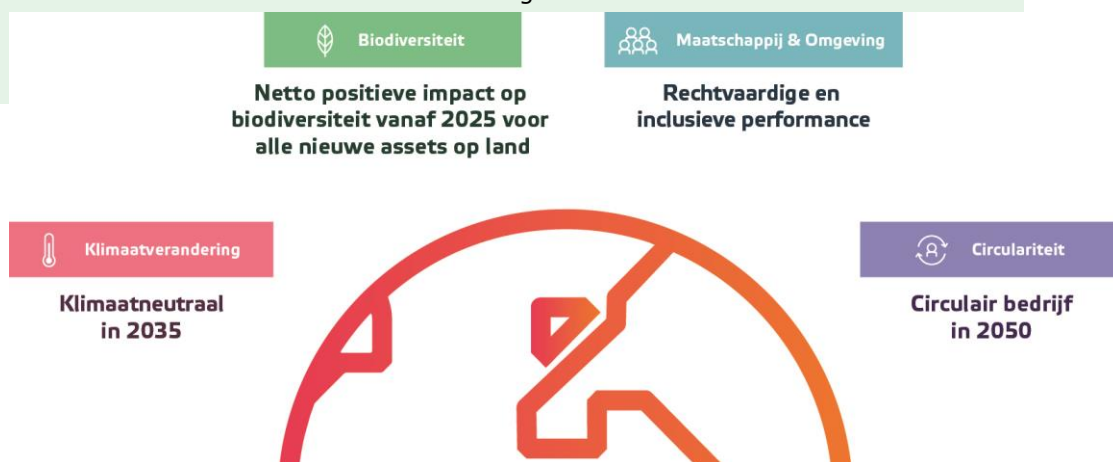 Biodiversiteit
Netto positieve impact op
biodiversiteit vanaf 2025 voor
alle nieuwe assets op land
Maatschappij & Omgeving
Rechtvaardige en
inclusieve performance
Klimaatverandering
Klimaatneutraal
in 2035
Circulariteit
Circulair bedrijf
in 2050